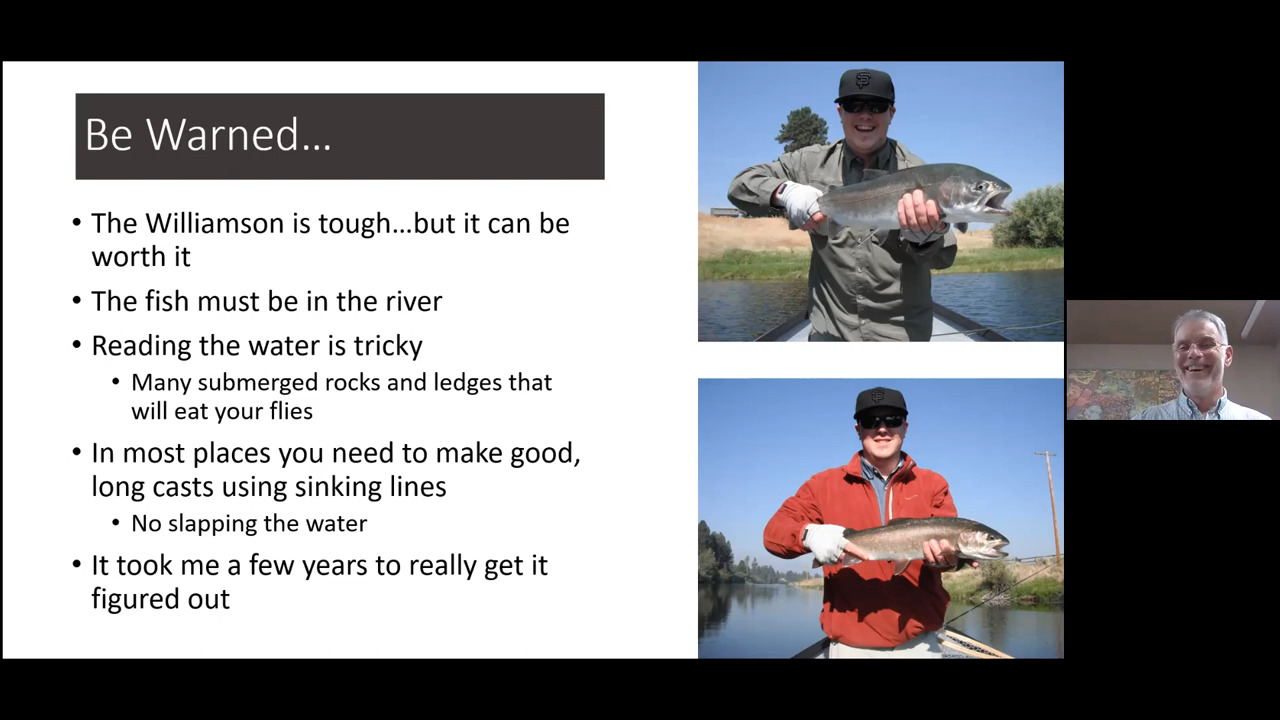 Be Warned...
• The Williamson is tough...but it can be
worth it
• The fish must be in the river
• Reading the water is tricky
• Many submerged rocks and ledges that
will eat your flies
• In most places you need to make good,
long casts using sinking lines
• No slapping the water
• It took me a few years to really get it
figured out
SF
SF